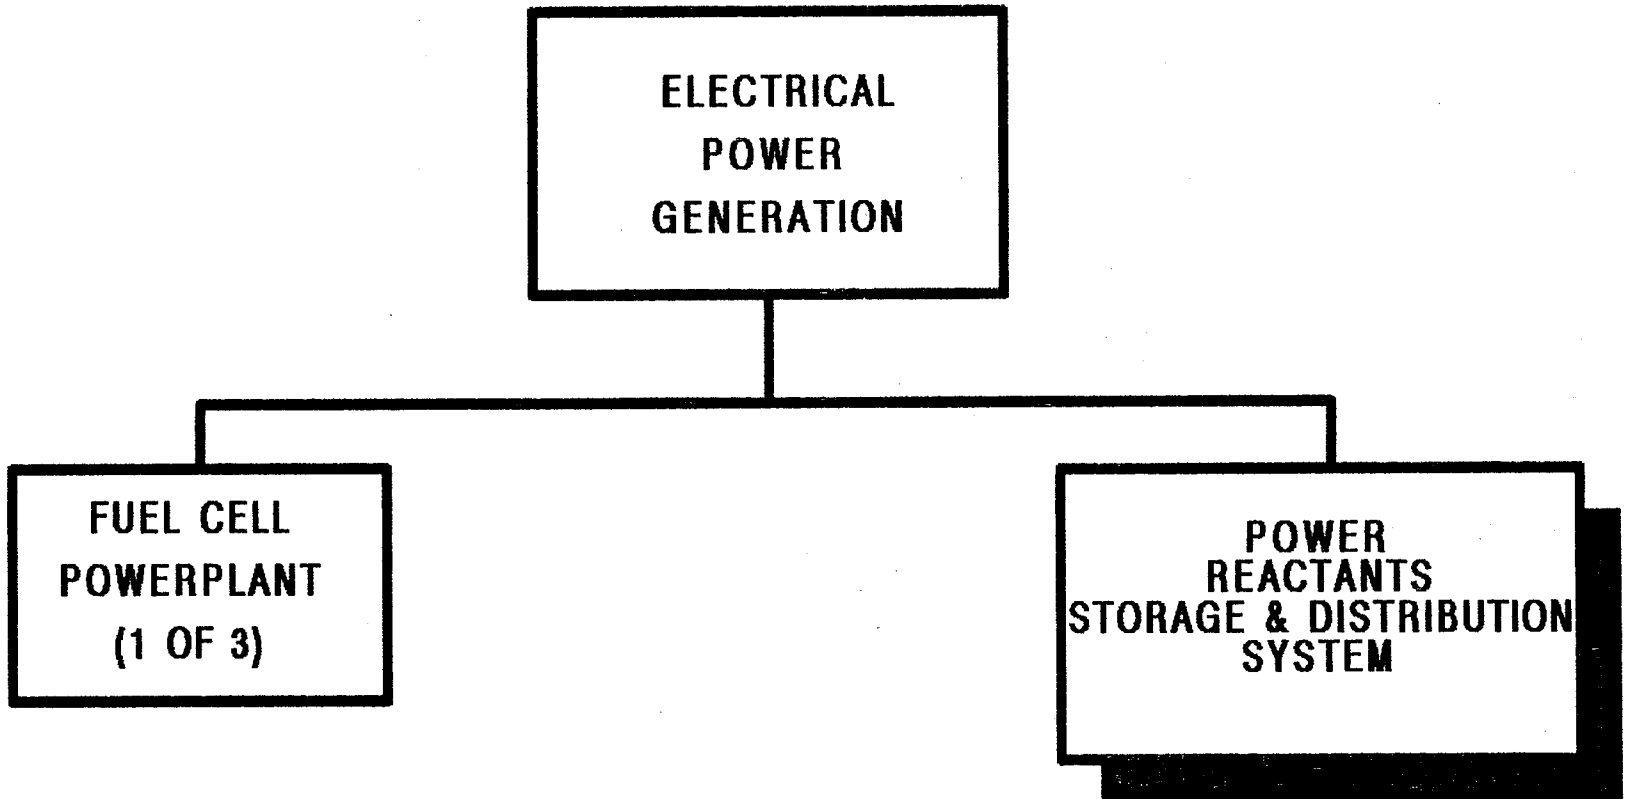 ELECTRICAL
POWER
GENERATION
FUEL CELL
POWERPLANT
(1 OF 3)
POWER
REACTANTS
STORAGE & DISTRIBUTION
SYSTEM